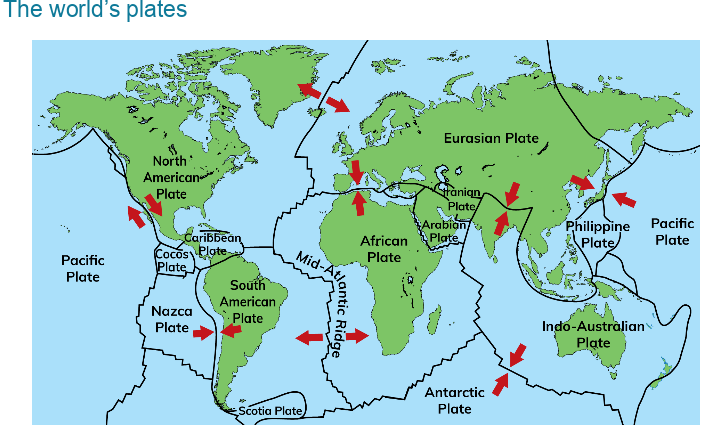 The world's plates
Eurasian Plate
North
American
Plate
Iranian
Plate
Arabian
Plate
African
Plate
Caribbean
Plate
Cocos
Plate
Philippine
Plate
Pacific
Plate
Pacific
Plate
Mid-Atlantic Ridge
South
American
Plate
Nazca
Plate
Indo-Australian
Plate
Antarctic
Plate
Scotia Plate